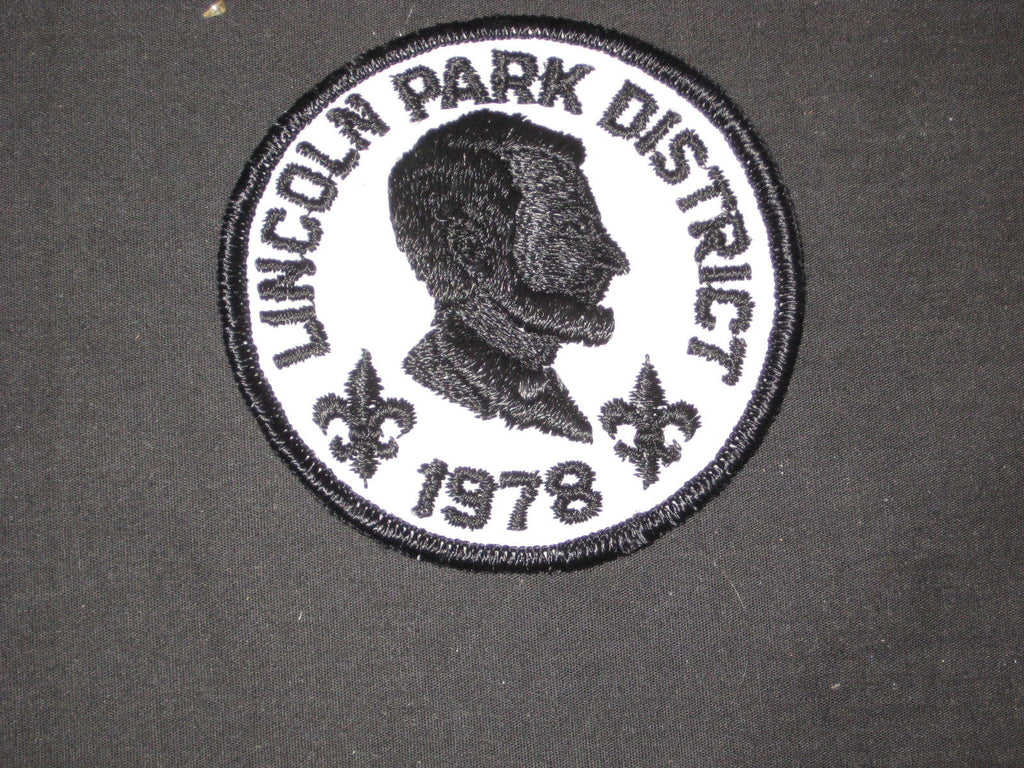 LINCOLN PARK DISTRICT
1978